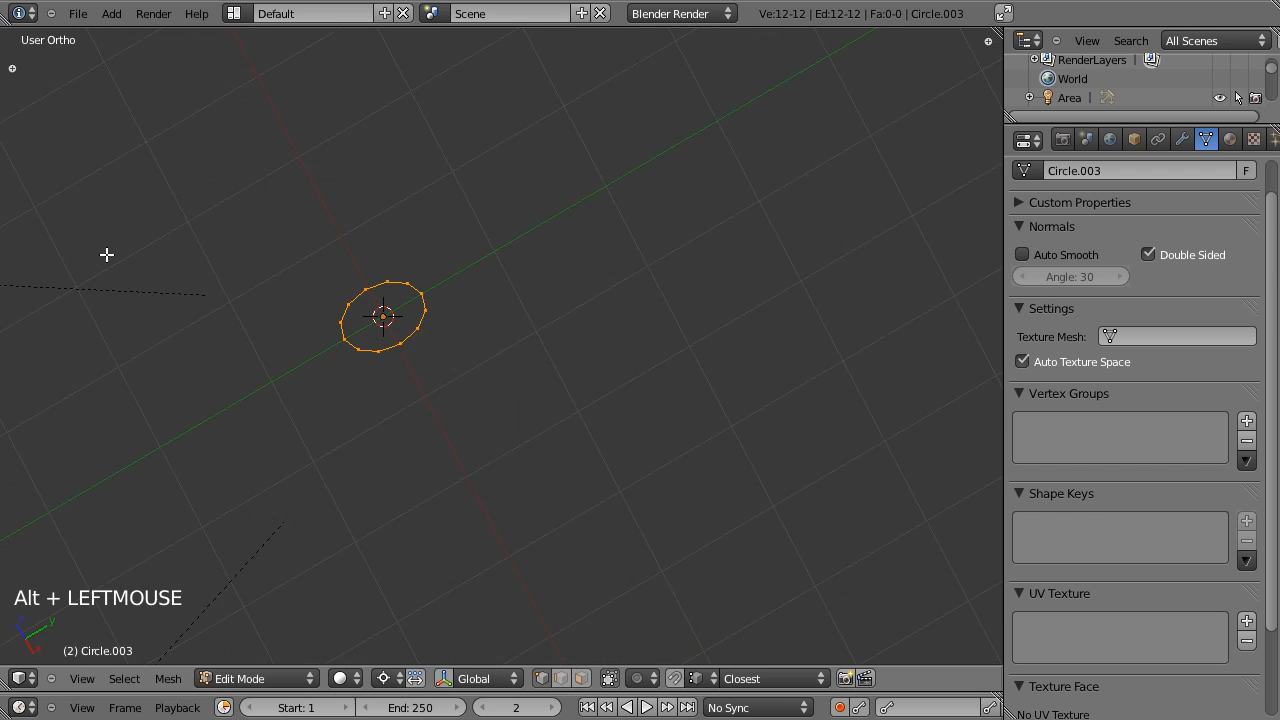 File Add Render Help Default Scene Blender Render Ve:12-12 | Ed:12-12 | Fa:0-0 | Circle.003
User Ortho
View Search All Scenes
RenderLayers |
World
Area |
Circle.003 F
Custom Properties
Normals
Auto Smooth Double Sided
Angle: 30
Settings
Texture Mesh:
Auto Texture Space
Vertex Groups
Shape Keys
UV Texture
Texture Face
No UV Texture
Alt + LEFTMOUSE
y
(2) Circle.003
View Select Mesh Edit Mode Global Closest
View Frame Playback Start: 1 End: 250 2 No Sync